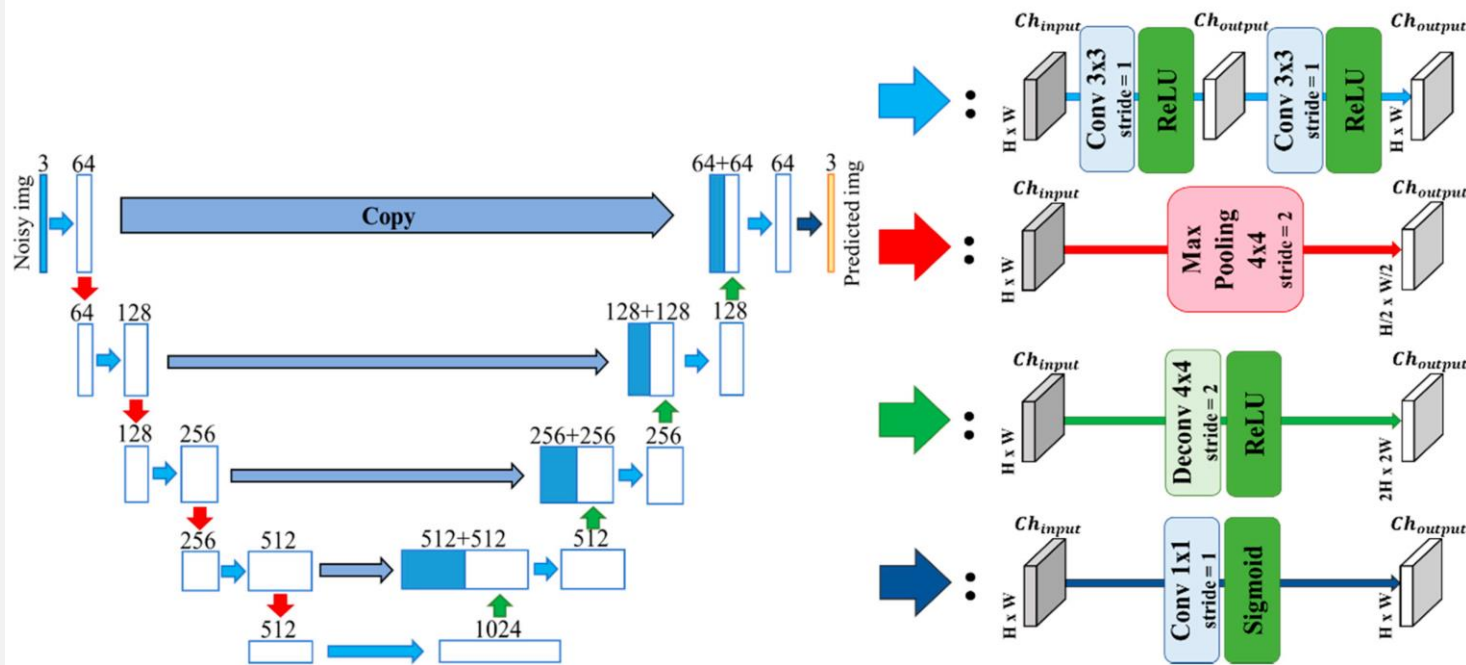 3
64
64+64
64
3
Noisy img
Copy
Predicted img
64
128
128+128
128
128
256
256+256
256
256
512
512+512
512
512
1024
Ch_input
Ch_output
Ch_output
H x W
Conv 3x3
stride = 1
ReLU
Conv 3x3
stride = 1
ReLU
H x W
:
Ch_input
Ch_output
H x W
Max
Pooling
4x4
stride = 2
H/2 x W/2
:
Ch_input
Ch_output
H x W
Deconv 4x4
stride = 2
ReLU
2H x 2W
:
Ch_input
Ch_output
H x W
Conv 1x1
stride = 1
Sigmoid
H x W
: